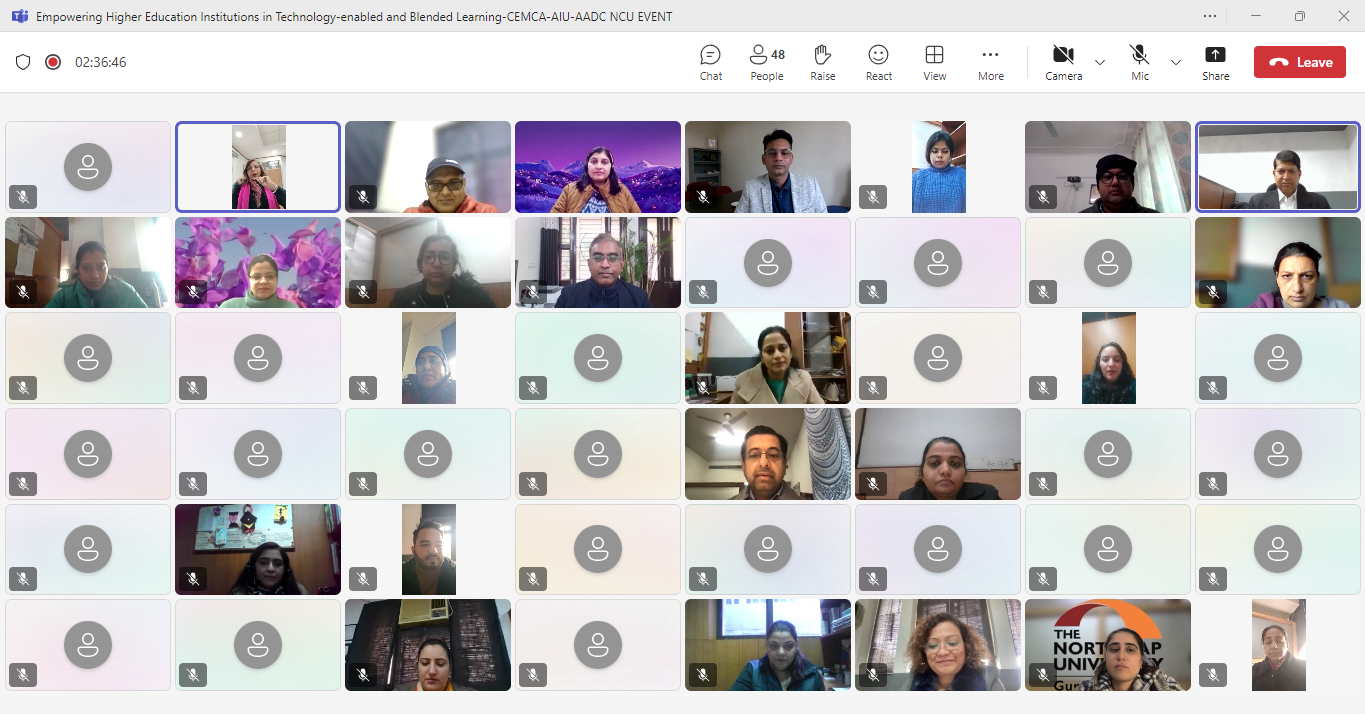 Empowering Higher Education Institutions in Technology-enabled and Blended Learning-CEMCA-AIU-AADC NCU EVENT
02:36:46
Chat
48
People
Raise
React
View
More
Camera
Mic
Share
Leave
THE
UNIV